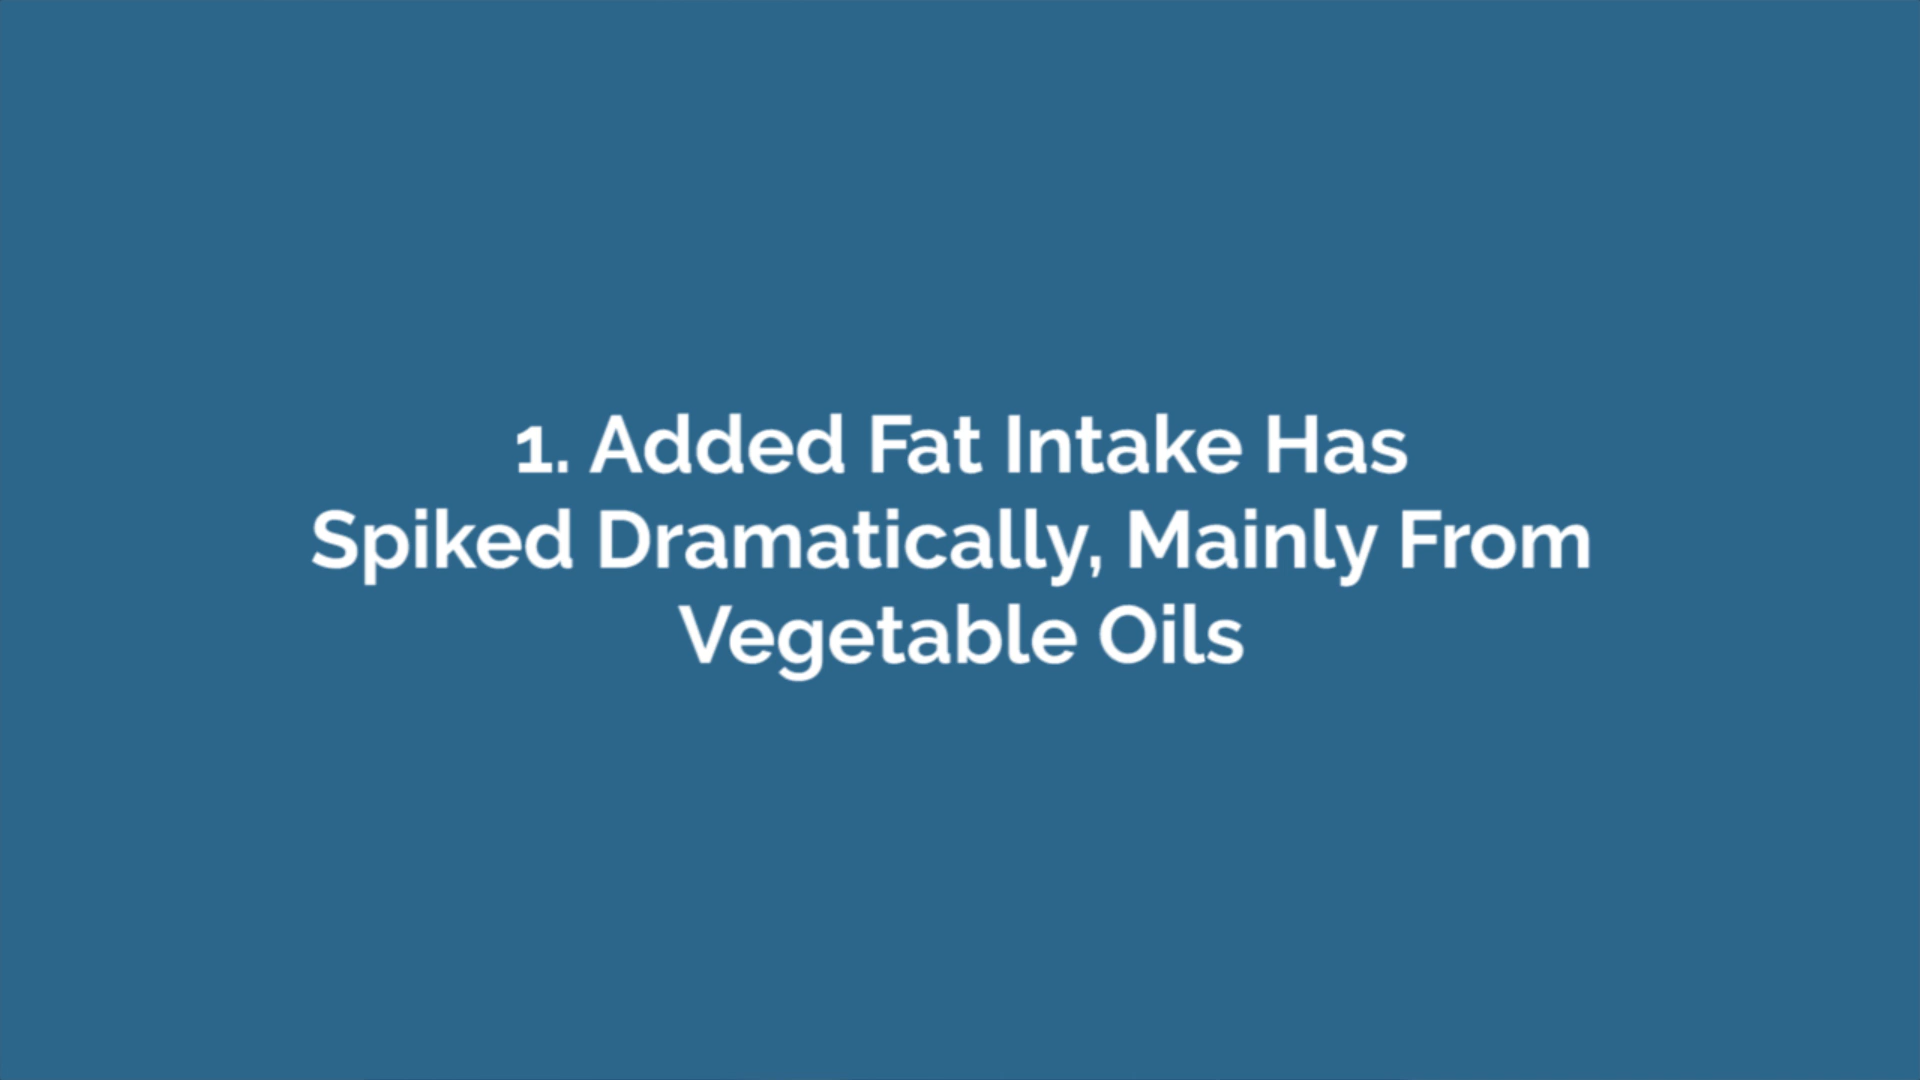 1. Added Fat Intake Has
Spiked Dramatically, Mainly From
Vegetable Oils